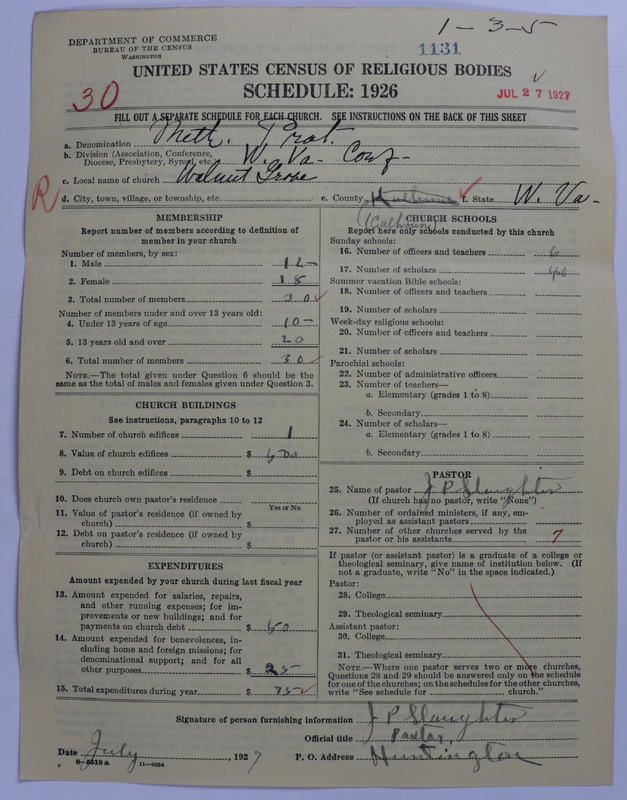 1-3-5
DEPARTMENT OF COMMERCE
BUREAU OF THE CENSUS
WASHINGTON
1131
UNITED STATES CENSUS OF RELIGIOUS BODIES
SCHEDULE: 1926
30
JUL 27 1927
FILL OUT A SEPARATE SCHEDULE FOR EACH CHURCH. SEE INSTRUCTIONS ON THE BACK OF THIS SHEET
a. Denomination Meth. Prot.
b. Division (Association, Conference, Diocese, Presbytery, Synod, etc.) W. Va- Conf-
c. Local name of church Walnut Grove
R
d. City, town, village, or township, etc. e. County (Calhoun) f. State W. Va-
MEMBERSHIP
Report number of members according to definition of
member in your church
Number of members, by sex:
1. Male 12-
2. Female 18
3. Total number of members 30
Number of members under and over 13 years old:
4. Under 13 years of age 10-
5. 13 years old and over 20
6. Total number of members 30
NOTE.—The total given under Question 6 should be the
same as the total of males and females given under Question 3.
CHURCH BUILDINGS
See instructions, paragraphs 10 to 12
7. Number of church edifices 1
8. Value of church edifices $ 500
9. Debt on church edifices $
10. Does church own pastor's residence
Yes or No
11. Value of pastor's residence (if owned by
church) $
12. Debt on pastor's residence (if owned by
church) $
EXPENDITURES
Amount expended by your church during last fiscal year
13. Amount expended for salaries, repairs,
and other running expenses; for im-
provements or new buildings; and for
payments on church debt $ 50
14. Amount expended for benevolences, in-
cluding home and foreign missions; for
denominational support; and for all
other purposes $ 25
15. Total expenditures during year $ 75
CHURCH SCHOOLS
Report here only schools conducted by this church
Sunday schools:
16. Number of officers and teachers 6
17. Number of scholars 40
Summer vacation Bible schools:
18. Number of officers and teachers
19. Number of scholars
Week-day religious schools:
20. Number of officers and teachers
21. Number of scholars
Parochial schools:
22. Number of administrative officers
23. Number of teachers—
a. Elementary (grades 1 to 8)
b. Secondary
24. Number of scholars—
a. Elementary (grades 1 to 8)
b. Secondary
PASTOR
25. Name of pastor J P Slaughter
(If church has no pastor, write "None")
26. Number of ordained ministers, if any, em-
ployed as assistant pastors
27. Number of other churches served by the
pastor or his assistants 7
If pastor (or assistant pastor) is a graduate of a college or
theological seminary, give name of institution below. (If
not a graduate, write "No" in the space indicated.)
Pastor:
28. College
29. Theological seminary
Assistant pastor:
30. College
31. Theological seminary
NOTE.—Where one pastor serves two or more churches,
Questions 28 and 29 should be answered only on the schedule
for one of the churches; on the schedules for the other churches,
write "See schedule for church."
Signature of person furnishing information J P Slaughter
Official title Pastor,
Date July, 1927 P. O. Address Huntington
8-5518a 11-9064